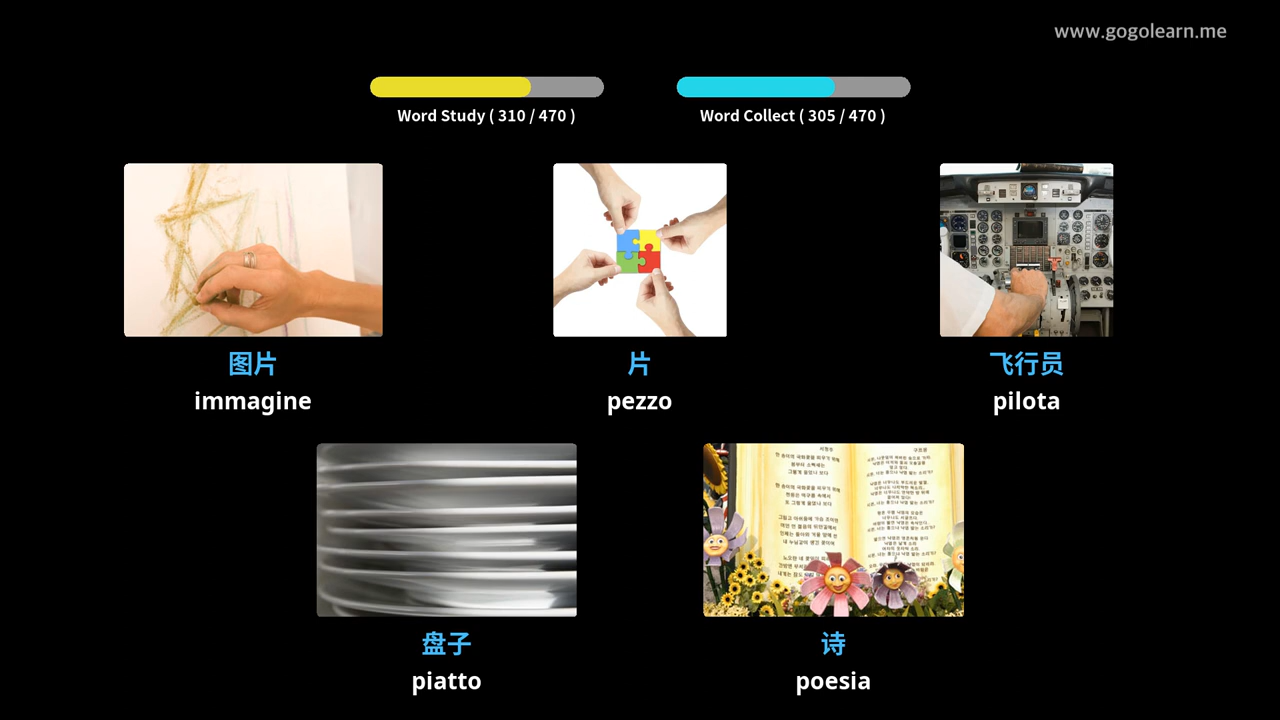 www.gogolearn.me
Word Study ( 310 / 470 )
Word Collect ( 305 / 470 )
图片
immagine
片
pezzo
飞行员
pilota
盘子
piatto
诗
poesia